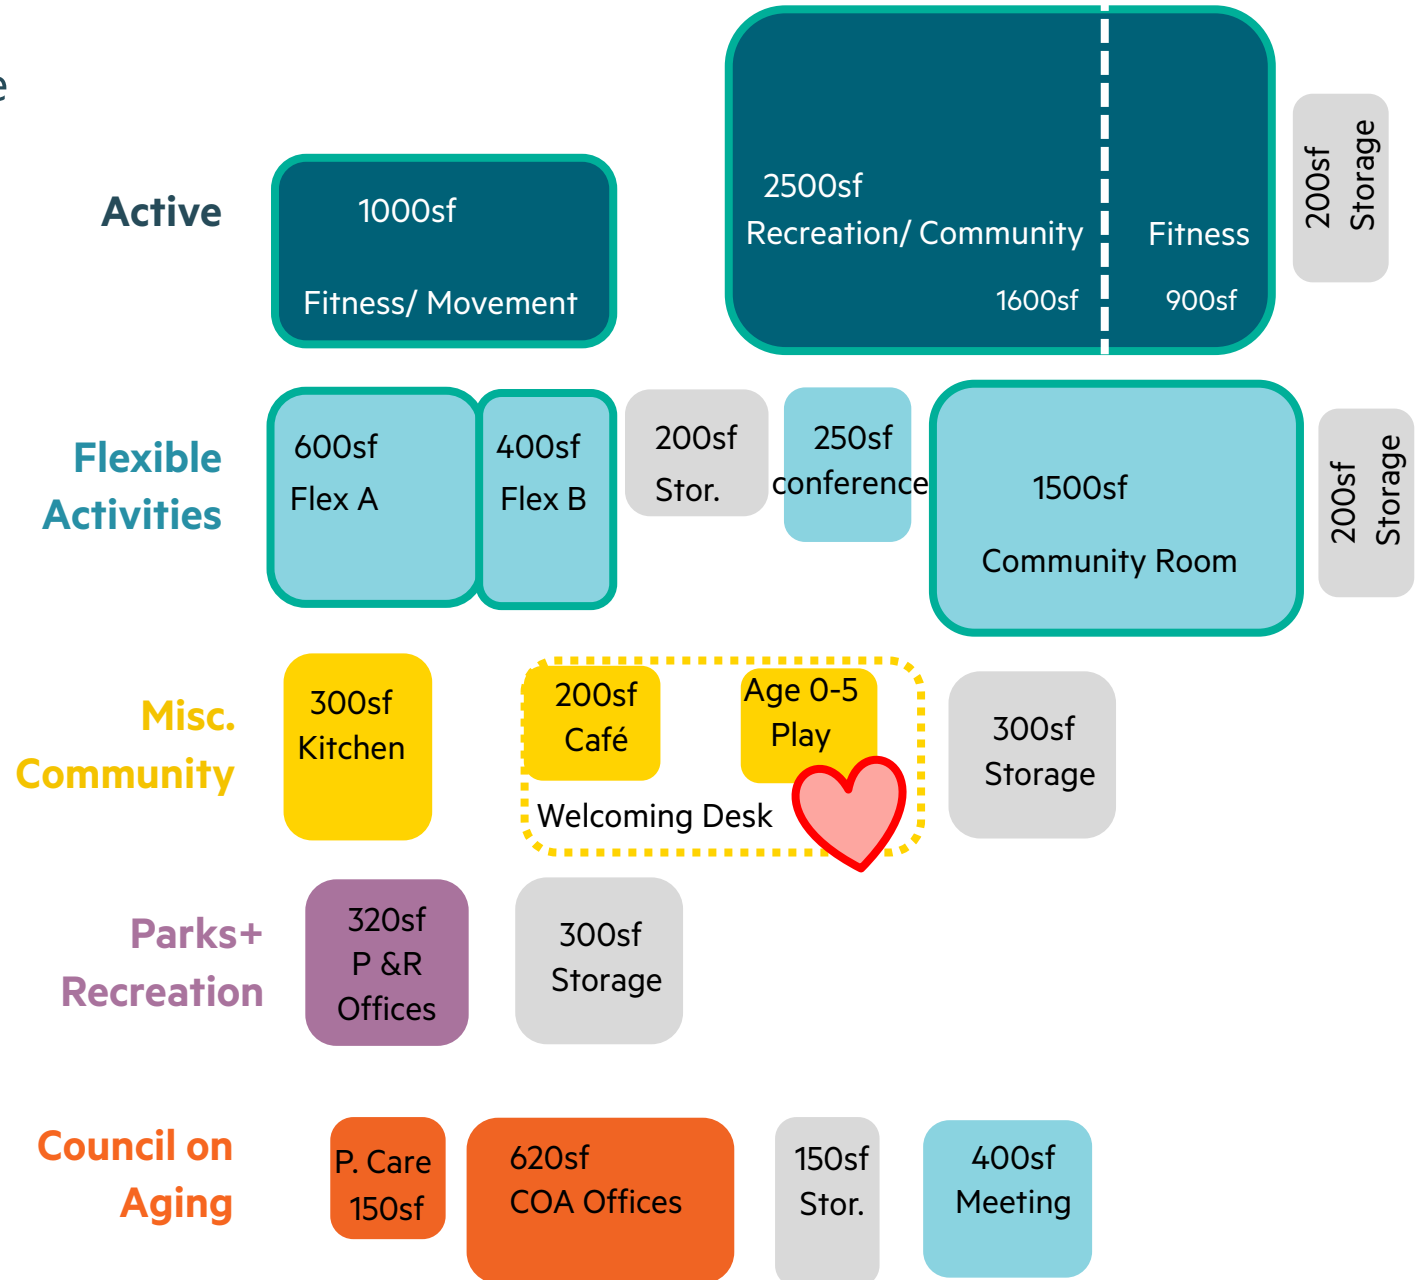 e
Active
1000sf
Fitness/ Movement
2500sf
Recreation/ Community
1600sf
Fitness
900sf
200sf
Storage
Flexible
Activities
600sf
Flex A
400sf
Flex B
200sf
Stor.
250sf
conference
1500sf
Community Room
200sf
Storage
Misc.
Community
300sf
Kitchen
200sf
Café
Age 0-5
Play
Welcoming Desk
300sf
Storage
Parks+
Recreation
320sf
P &R
Offices
300sf
Storage
Council on
Aging
P. Care
150sf
620sf
COA Offices
150sf
Stor.
400sf
Meeting